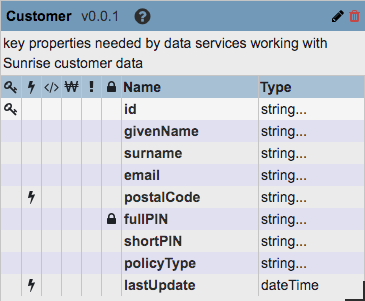 Customer v0.0.1 ?
key properties needed by data services working with
Sunrise customer data
</> ₩ ! Name Type
id string...
givenName string...
surname string...
email string...
postalCode string...
fullPIN string...
shortPIN string...
policyType string...
lastUpdate dateTime